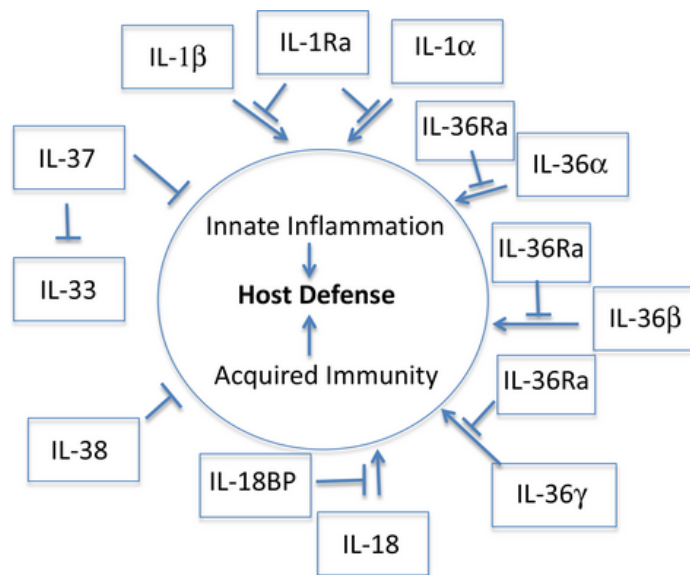 IL-1Ra
IL-1β
IL-1α
IL-36Ra
IL-37
IL-36α
Innate Inflammation
IL-36Ra
IL-33
Host Defense
IL-36β
Acquired Immunity
IL-36Ra
IL-38
IL-18BP
IL-36γ
IL-18